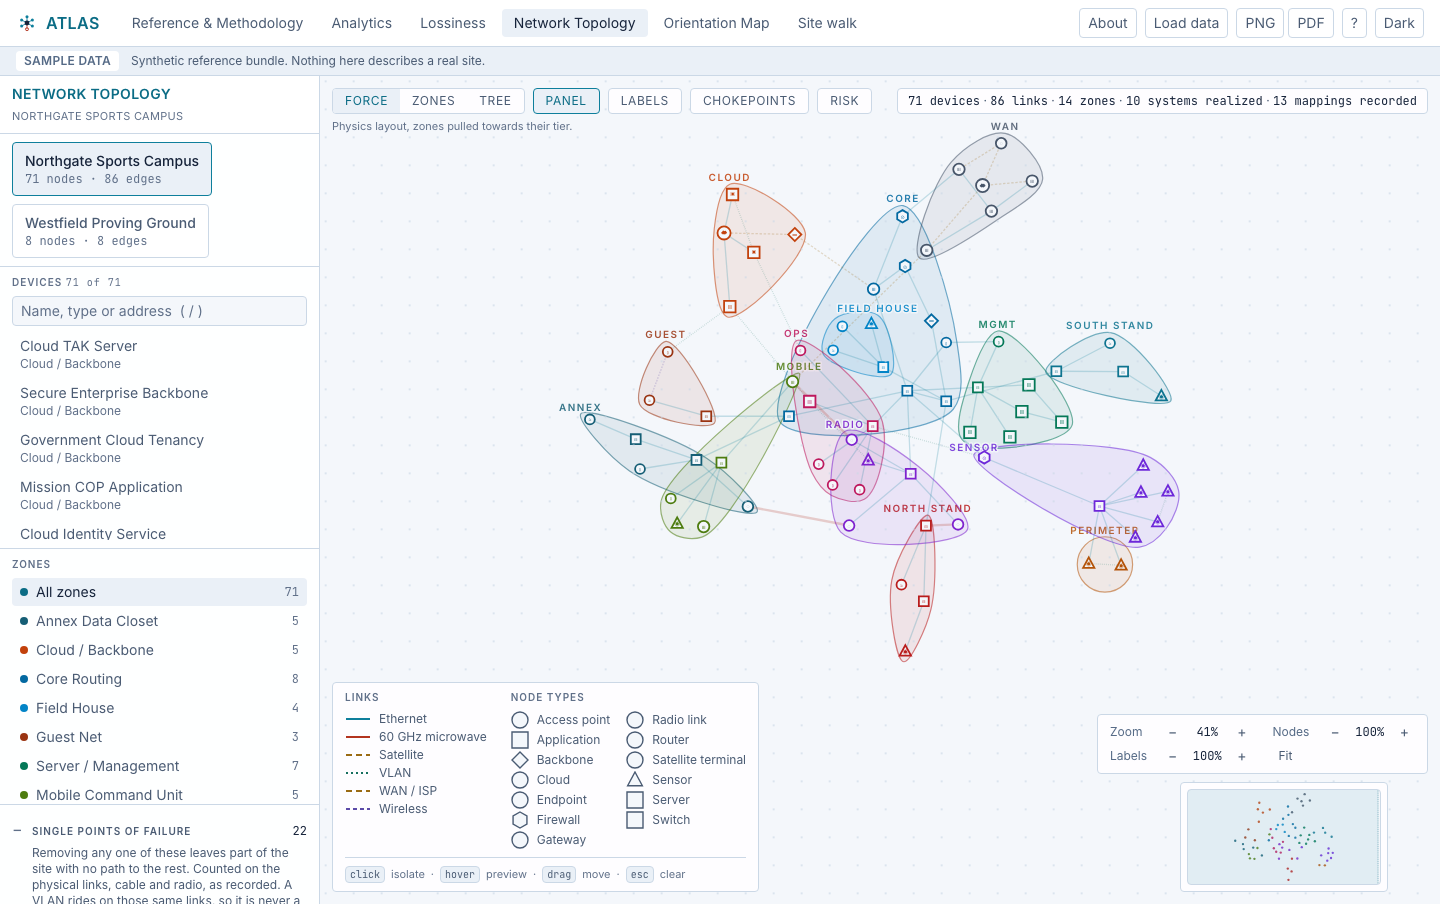 ATLAS
Reference & Methodology
Analytics
Lossiness
Network Topology
Orientation Map
Site walk
About
Load data
PNG
PDF
?
Dark
SAMPLE DATA
Synthetic reference bundle. Nothing here describes a real site.
NETWORK TOPOLOGY
NORTHGATE SPORTS CAMPUS
Northgate Sports Campus
71 nodes · 86 edges
Westfield Proving Ground
8 nodes · 8 edges
DEVICES 71 of 71
Name, type or address ( / )
Cloud TAK Server
Cloud / Backbone
Secure Enterprise Backbone
Cloud / Backbone
Government Cloud Tenancy
Cloud / Backbone
Mission COP Application
Cloud / Backbone
Cloud Identity Service
ZONES
All zones 71
Annex Data Closet 5
Cloud / Backbone 5
Core Routing 8
Field House 4
Guest Net 3
Server / Management 7
Mobile Command Unit 5
− SINGLE POINTS OF FAILURE 22
Removing any one of these leaves part of the
site with no path to the rest. Counted on the
physical links, cable and radio, as recorded. A
VLAN rides on those same links, so it is never a
FORCE
ZONES
TREE
PANEL
LABELS
CHOKEPOINTS
RISK
71 devices · 86 links · 14 zones · 10 systems realized · 13 mappings recorded
Physics layout, zones pulled towards their tier.
WAN
CLOUD
CORE
FIELD HOUSE
GUEST
OPS
MGMT
SOUTH STAND
MOBILE
ANNEX
RADIO
SENSOR
NORTH STAND
PERIMETER
LINKS
Ethernet
60 GHz microwave
Satellite
VLAN
WAN / ISP
Wireless
NODE TYPES
Access point
Application
Backbone
Cloud
Endpoint
Firewall
Gateway
Radio link
Router
Satellite terminal
Sensor
Server
Switch
click isolate · hover preview · drag move · esc clear
Zoom − 41% + Nodes − 100% +
Labels − 100% + Fit